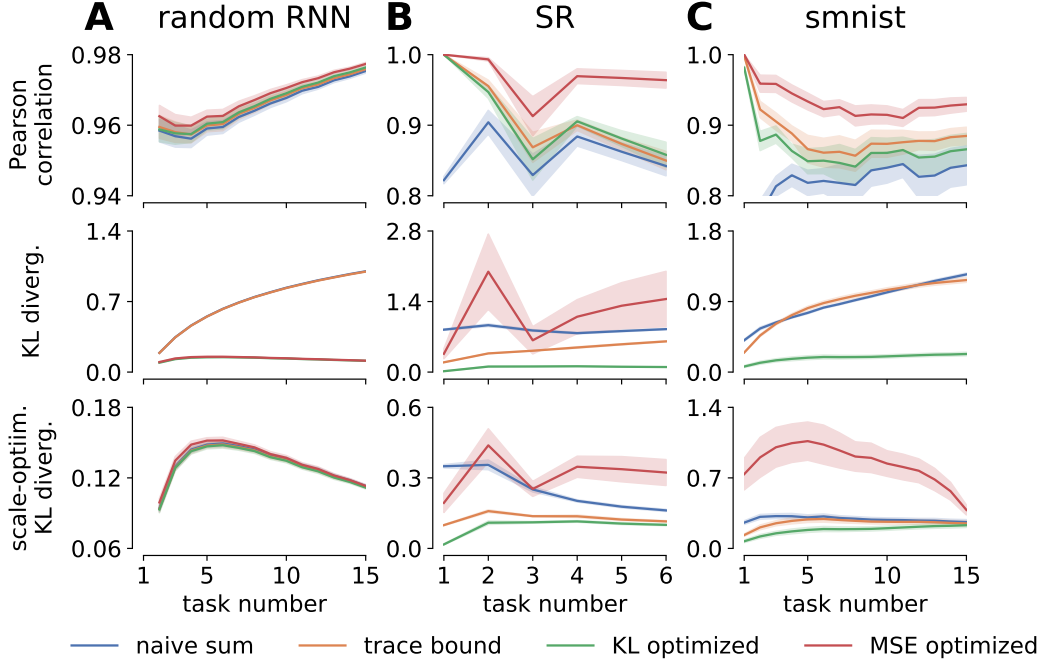 A random RNN
B SR
C smnist
Pearson
correlation
0.98
0.96
0.94
1.0
0.9
0.8
1.0
0.9
0.8
KL diverg.
1.4
0.7
0.0
2.8
1.4
0.0
1.8
0.9
0.0
scale-optiim.
KL diverg.
0.18
0.12
0.06
0.6
0.3
0.0
1.4
0.7
0.0
1 5 10 15
1 2 3 4 5 6
1 5 10 15
task number
task number
task number
naive sum trace bound KL optimized MSE optimized